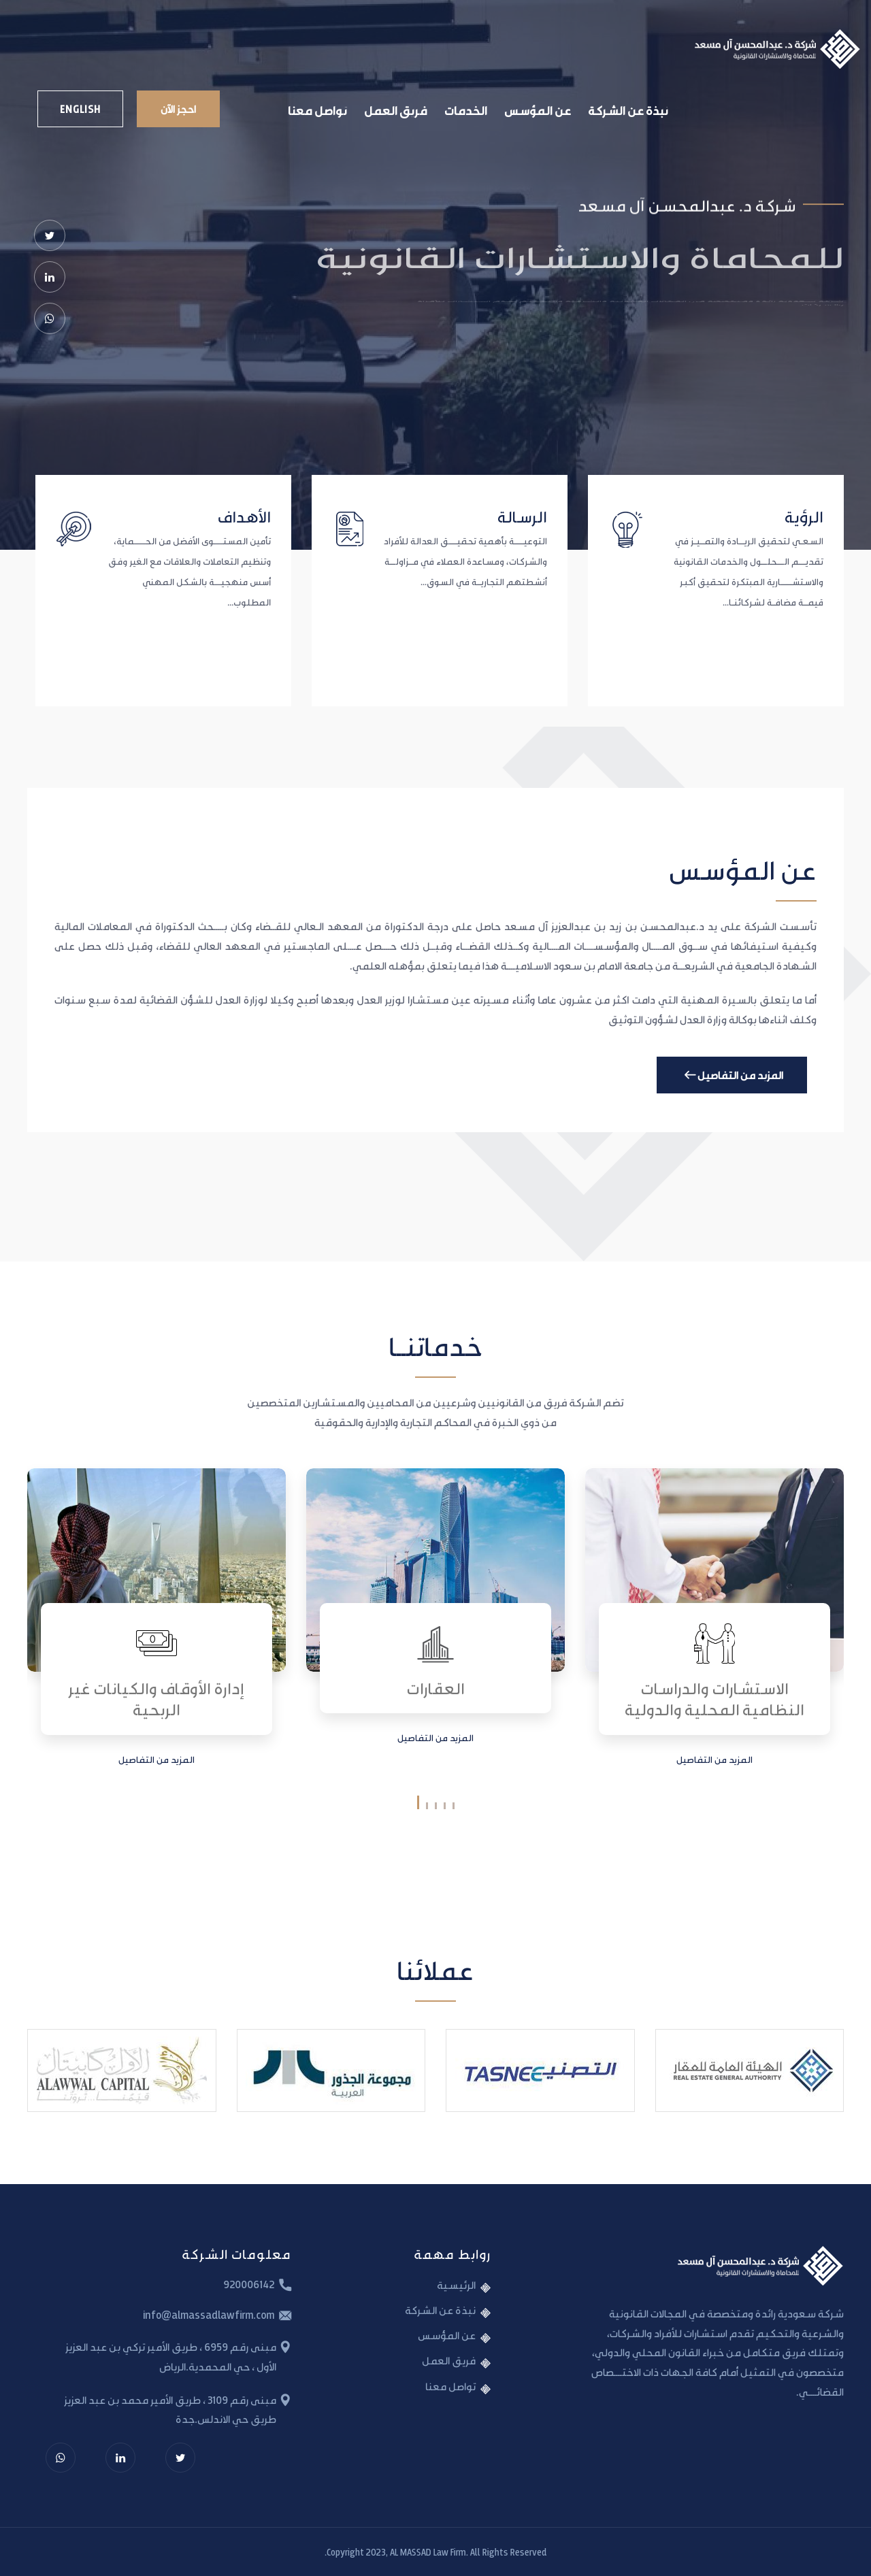 شركة د. عبدالمحسن آل مسعد
للمحاماة والاستشارات القانونية
نبذة عن الشركة
عن المؤسس
الخدمات
فريق العمل
تواصل معنا
احجز الآن
ENGLISH
شركة د. عبدالمحسن آل مسعد
للمحاماة والاستشارات القانونية
الرؤية
السعي لتحقيق الريادة والتميز في
تقديم الحلول والخدمات القانونية
والاستشارية المبتكرة لتحقيق أكبر
قيمة مضافة لشركائنا...
الرسالة
التوعية بأهمية تحقيق العدالة للأفراد
والشركات، ومساعدة العملاء في مزاولة
أنشطتهم التجارية في السوق...
الأهداف
تأمين المستوى الأفضل من الحماية،
وتنظيم التعاملات والعلاقات مع الغير وفق
أسس منهجية بالشكل المهني
المطلوب...
عن المؤسس
تأسست الشركة على يد د.عبدالمحسن بن زيد بن عبدالعزيز آل مسعد حاصل على درجة الدكتوراة من المعهد العالي للقضاء وكان بحث الدكتوراة في المعاملات المالية
وكيفية استيفائها في سوق المال والمؤسسات المالية وكذلك القضاء وقبل ذلك حصل على الماجستير في المعهد العالي للقضاء، وقبل ذلك حصل على
الشهادة الجامعية في الشريعة من جامعة الامام بن سعود الاسلامية هذا فيما يتعلق بمؤهله العلمي.
أما ما يتعلق بالسيرة المهنية التي دامت اكثر من عشرون عاما وأثناء مسيرته عين مستشارا لوزير العدل وبعدها أصبح وكيلا لوزارة العدل للشؤن القضائية لمدة سبع سنوات
وكلف اثناءها بوكالة وزارة العدل لشؤون التوثيق
المزيد من التفاصيل
خدماتنا
تضم الشركة فريق من القانونيين وشرعيين من المحاميين والمستشارين المتخصصين
من ذوي الخبرة في المحاكم التجارية والإدارية والحقوقية
الاستشارات والدراسات
النظامية المحلية والدولية
المزيد من التفاصيل
العقارات
المزيد من التفاصيل
إدارة الأوقاف والكيانات غير
الربحية
المزيد من التفاصيل
عملائنا
الهيئة العامة للعقار
REAL ESTATE GENERAL AUTHORITY
TASNEE التصنيع
مجموعة الجذور
العربية
الأول كابيتال
ALAWWAL CAPITAL
شركة د. عبدالمحسن آل مسعد
للمحاماة والاستشارات القانونية
شركة سعودية رائدة ومتخصصة في المجالات القانونية
والشرعية والتحكيم تقدم استشارات للأفراد والشركات،
وتمتلك فريق متكامل من خبراء القانون المحلي والدولي،
متخصصون في التمثيل أمام كافة الجهات ذات الاختصاص
القضائي.
روابط مهمة
الرئيسية
نبذة عن الشركة
عن المؤسس
فريق العمل
تواصل معنا
معلومات الشركة
920006142
info@almassadlawfirm.com
مبنى رقم 6959 ، طريق الأمير تركي بن عبد العزيز
الأول ، حي المحمدية.الرياض
مبنى رقم 3109 ، طريق الأمير محمد بن عبد العزيز
طريق حي الاندلس.جدة
Copyright 2023, AL MASSAD Law Firm. All Rights Reserved.